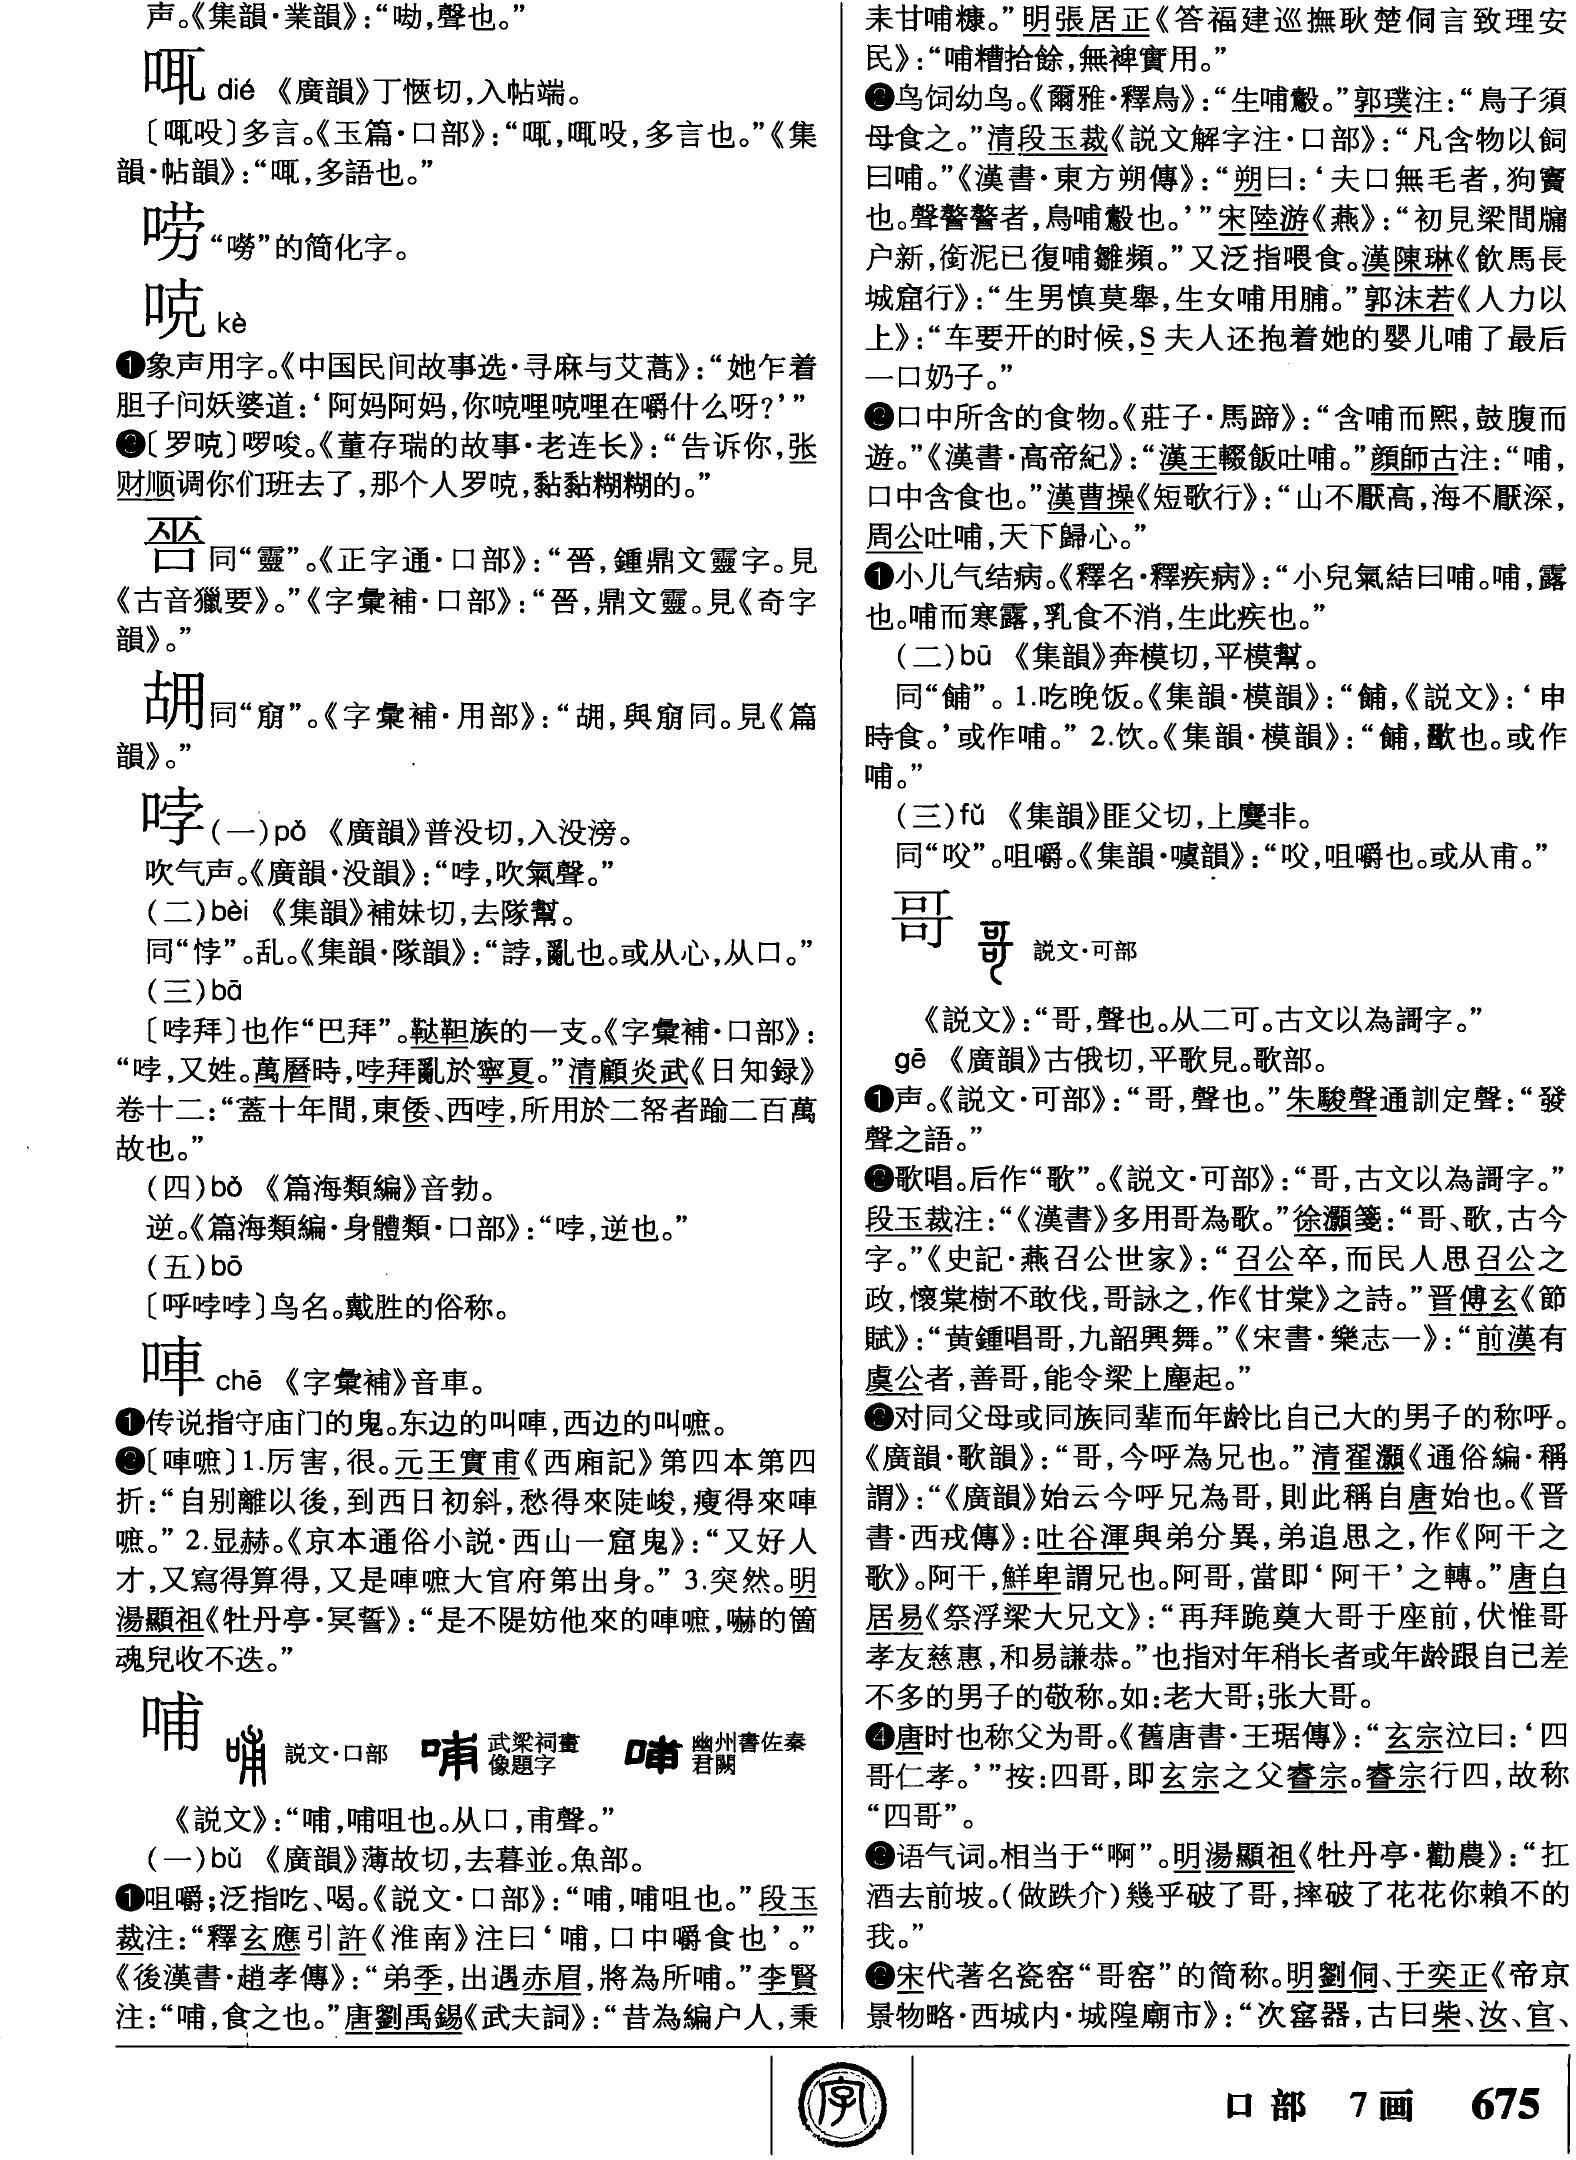 声。《集韻·業韻》：“㘠，聲也。”
dié 《廣韻》丁愜切，入帖端。
多言。《玉篇·口部》：“
韻·帖韻》：“ ，多語也。”
唠 “嘮”的简化字。
唴 kè
❶象声用字。《中国民间故事选·寻麻与艾蒿》：“她乍着
胆子问妖婆道：‘阿妈阿妈，你 哩 哩在嚼什么呀？’”
〔罗 〕啰唆。《董存瑞的故事·老连长》：“告诉你，张
财顺调你们班去了，那个人罗 ，黏黏糊糊的。”
同“靈”。《正字通·口部》：“ ，鍾鼎文靈字。見
《古音獵要》。”《字彙補·口部》：“ ，鼎文靈。見《奇字
韻》。”
同“ ”。《字彙補·用部》：“ ，與 同。見《篇
韻》。”
哱 (一)pǒ 《廣韻》普没切，入没滂。
吹气声。《廣韻·没韻》：“哱，吹氣聲。”
(二)bèi 《集韻》補妹切，去隊幫。
同“悖”。乱。《集韻·隊韻》：“誖，亂也。或从心，从口。”
(三)bā
〔哱拜〕也作“巴拜”。鞑靼族的一支。《字彙補·口部》：
“哱，又姓。萬曆時，哱拜亂於寧夏。”清顧炎武《日知録》
卷十二：“蓋十年間，東倭、西哱，所用於二帑者踰二百萬
故也。”
(四)bǒ 《篇海類編》音勃。
逆。《篇海類編·身體類·口部》：“哱，逆也。”
(五)bō
〔呼哱哱〕鸟名。戴胜的俗称。
唓 chē 《字彙補》音車。
❶传说指守庙门的鬼。东边的叫唓，西边的叫嗻。
❷〔唓嗻〕1.厉害，很。元王實甫《西廂記》第四本第四
折：“自别離以後，到西日初斜，愁得來陡峻，瘦得來唓
嗻。” 2.显赫。《京本通俗小説·西山一窟鬼》：“又好人
才，又寫得算得，又是唓嗻大官府第出身。” 3.突然。明
湯顯祖《牡丹亭·冥誓》：“是不隄妨他來的唓嗻，嚇的箇
魂兒收不迭。”
哺 説文·口部 武梁祠畫像題字 幽州書佐秦君闕
《説文》：“哺，哺咀也。从口，甫聲。”
(一)bǔ 《廣韻》薄故切，去暮並。魚部。
❶咀嚼；泛指吃、喝。《説文·口部》：“哺，哺咀也。”段玉
裁注：“釋玄應引許《淮南》注曰‘哺，口中嚼食也’。”
《後漢書·趙孝傳》：“弟季，出遇赤眉，將為所哺。”李賢
注：“哺，食之也。”唐劉禹錫《武夫詞》：“昔為編户人，秉
耒甘哺糠。”明張居正《答福建巡撫耿楚侗言致理安
民》：“哺糟拾餘，無裨實用。”
❷鸟饲幼鸟。《爾雅·釋鳥》：“生哺鷇。”郭璞注：“鳥子須
母食之。”清段玉裁《説文解字注·口部》：“凡含物以飼
曰哺。”《漢書·東方朔傳》：“朔曰：‘夫口無毛者，狗竇
也。聲謷謷者，鳥哺鷇也。’”宋陸游《燕》：“初見梁間牖
户新，銜泥已復哺雛頻。”又泛指喂食。漢陳琳《飲馬長
城窟行》：“生男慎莫舉，生女哺用脯。”郭沫若《人力以
上》：“车要开的时候，S 夫人还抱着她的婴儿哺了最后
一口奶子。”
❸口中所含的食物。《莊子·馬蹄》：“含哺而熙，鼓腹而
遊。”《漢書·高帝紀》：“漢王輟飯吐哺。”顔師古注：“哺，
口中含食也。”漢曹操《短歌行》：“山不厭高，海不厭深，
周公吐哺，天下歸心。”
小儿气结病。《釋名·釋疾病》：“小兒氣結曰哺。哺，露
也。哺而寒露，乳食不消，生此疾也。”
(二)bū 《集韻》奔模切，平模幫。
同“餔”。1.吃晚饭。《集韻·模韻》：“餔，《説文》：‘申
時食。’或作哺。” 2.饮。《集韻·模韻》：“餔，歠也。或作
哺。”
(三)fǔ 《集韻》匪父切，上麌非。
同“㕮”。咀嚼。《集韻·噳韻》：“㕮，咀嚼也。或从甫。”
哥 説文·可部
《説文》：“哥，聲也。从二可。古文以為謌字。”
gē 《廣韻》古俄切，平歌見。歌部。
❶声。《説文·可部》：“哥，聲也。”朱駿聲通訓定聲：“發
聲之語。”
❷歌唱。后作“歌”。《説文·可部》：“哥，古文以為謌字。”
段玉裁注：“《漢書》多用哥為歌。”徐灝箋：“哥、歌，古今
字。”《史記·燕召公世家》：“召公卒，而民人思召公之
政，懷棠樹不敢伐，哥詠之，作《甘棠》之詩。”晋傅玄《節
賦》：“黄鍾唱哥，九韶興舞。”《宋書·樂志一》：“前漢有
虞公者，善哥，能令梁上塵起。”
❸对同父母或同族同辈而年龄比自己大的男子的称呼。
《廣韻·歌韻》：“哥，今呼為兄也。”清翟灝《通俗編·稱
謂》：“《廣韻》始云今呼兄為哥，則此稱自唐始也。《晋
書·西戎傳》：吐谷渾與弟分異，弟追思之，作《阿干之
歌》。阿干，鮮卑謂兄也。阿哥，當即‘阿干’之轉。”唐白
居易《祭浮梁大兄文》：“再拜跪奠大哥于座前，伏惟哥
孝友慈惠，和易謙恭。”也指对年稍长者或年龄跟自己差
不多的男子的敬称。如：老大哥；张大哥。
❹唐时也称父为哥。《舊唐書·王琚傳》：“玄宗泣曰：‘四
哥仁孝。’”按：四哥，即玄宗之父睿宗。睿宗行四，故称
“四哥”。
语气词。相当于“啊”。明湯顯祖《牡丹亭·勸農》：“扛
酒去前坡。(做跌介)幾乎破了哥，摔破了花花你賴不的
我。”
宋代著名瓷窑“哥窑”的简称。明劉侗、于奕正《帝京
景物略·西城内·城隍廟市》：“次窰器，古曰柴、汝、官、
字
口部 7画 675